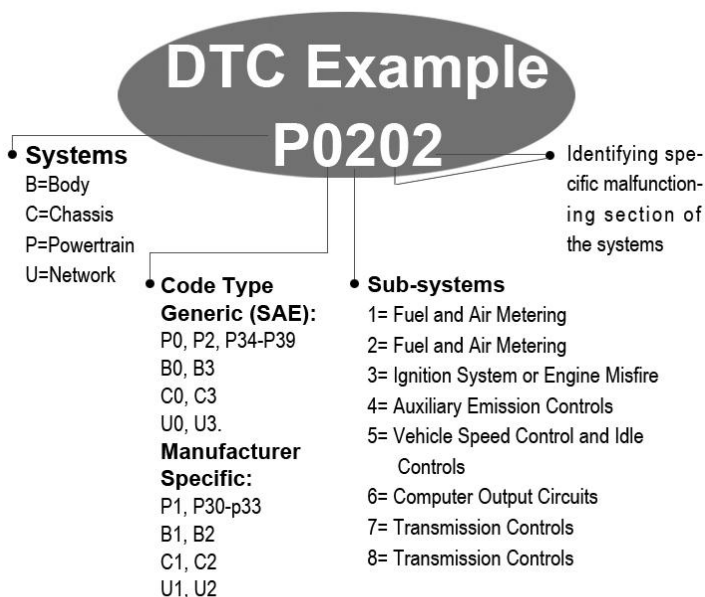 DTC Example
P0202
Systems
B=Body
C=Chassis
P=Powertrain
U=Network
Code Type
Generic (SAE):
P0, P2, P34-P39
B0, B3
C0, C3
U0, U3.
Manufacturer
Specific:
P1, P30-p33
B1, B2
C1, C2
U1, U2
Sub-systems
1= Fuel and Air Metering
2= Fuel and Air Metering
3= Ignition System or Engine Misfire
4= Auxiliary Emission Controls
5= Vehicle Speed Control and Idle
Controls
6= Computer Output Circuits
7= Transmission Controls
8= Transmission Controls
Identifying spe-
cific malfunction-
ing section of
the systems